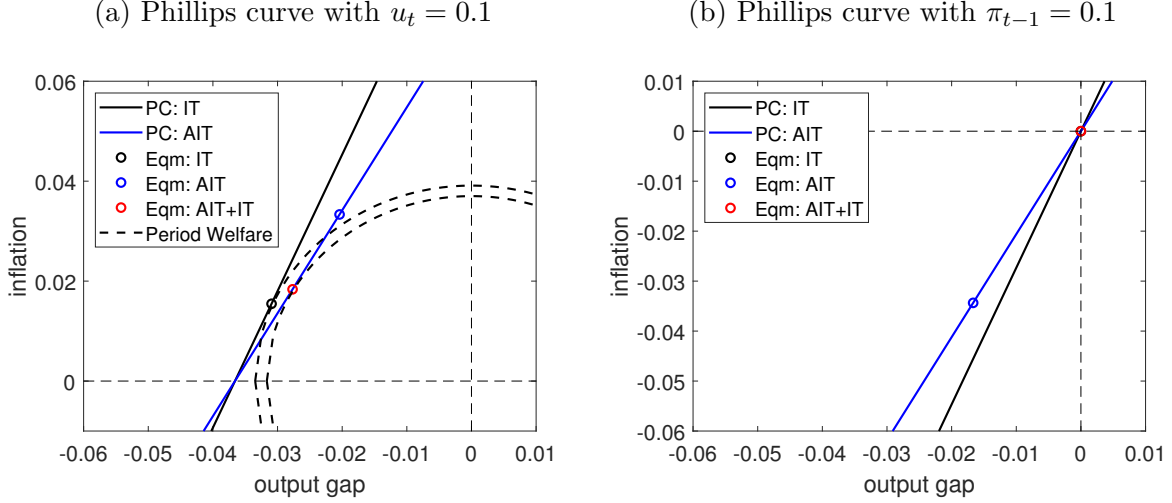 (a) Phillips curve with $u_t = 0.1$
(b) Phillips curve with $\pi_{t-1} = 0.1$
0.06
0.04
0.02
0
-0.06
-0.05
-0.04
-0.03
-0.02
-0.01
0
0.01
inflation
output gap
PC: IT
PC: AIT
Eqm: IT
Eqm: AIT
Eqm: AIT+IT
Period Welfare
0.01
0
-0.01
-0.02
-0.03
-0.04
-0.05
-0.06
-0.06
-0.05
-0.04
-0.03
-0.02
-0.01
0
0.01
inflation
output gap
PC: IT
PC: AIT
Eqm: IT
Eqm: AIT
Eqm: AIT+IT